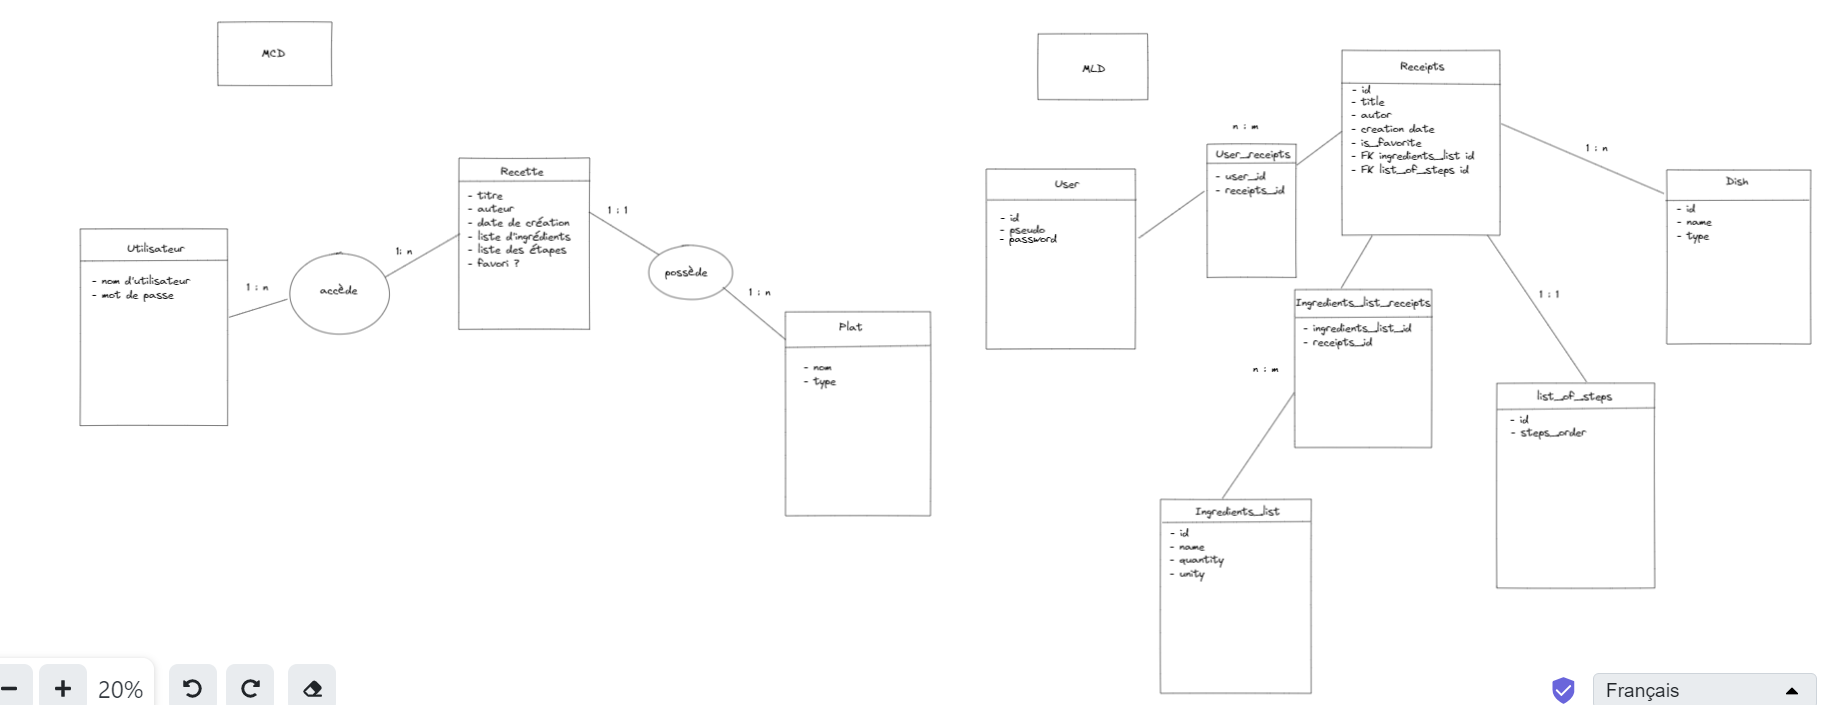 MCD
Utilisateur
- nom d'utilisateur
- mot de passe
1 : n
accède
1: n
Recette
- titre
- auteur
- date de création
- liste d'ingrédients
- liste des étapes
- favori ?
1 : 1
possède
1 : n
Plat
- nom
- type
MLD
User
- id
- pseudo
- password
n : m
User_receipts
- user_id
- receipts_id
Receipts
- id
- title
- autor
- creation date
- is_favorite
- FK ingredients_list id
- FK list_of_steps id
1 : n
Dish
- id
- name
- type
Ingredients_list_receipts
- ingredients_list_id
- receipts_id
n : m
1 : 1
list_of_steps
- id
- steps_order
Ingredients_list
- id
- name
- quantity
- unity
20%
Français